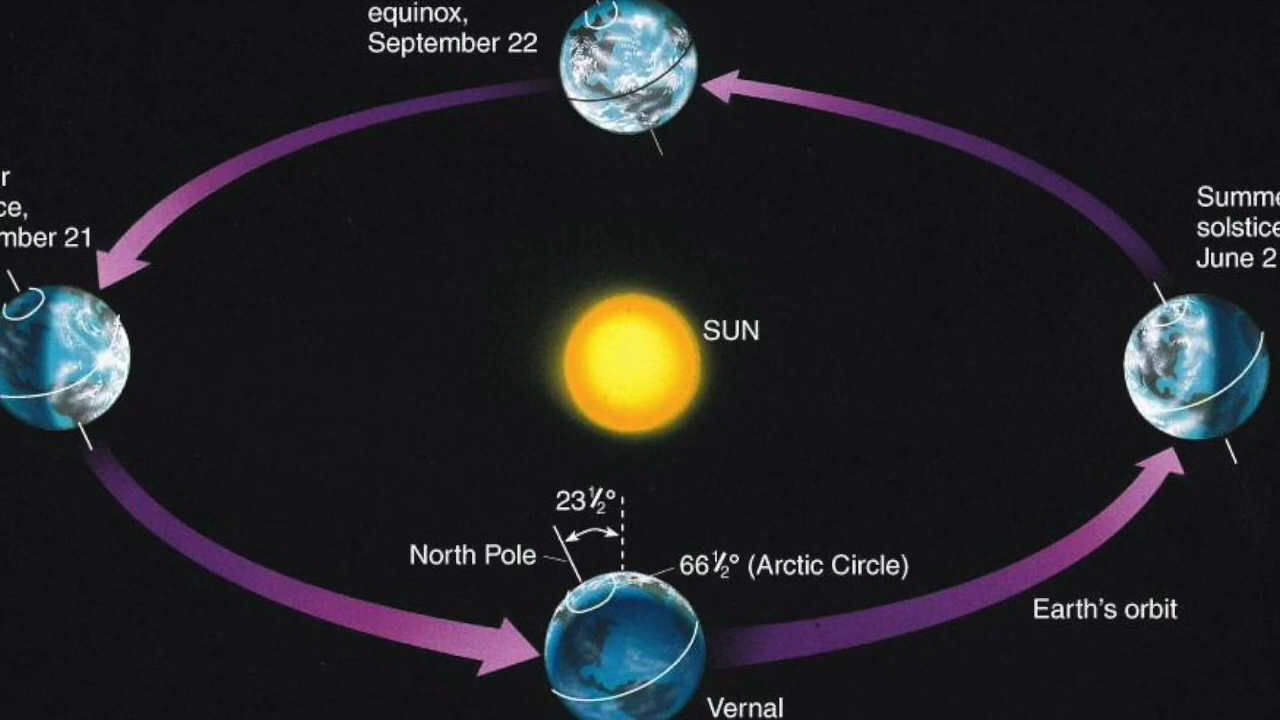 equinox,
September 22
r
ce,
mber 21
Summe
solstice
June 2
SUN
23½°
North Pole
66½° (Arctic Circle)
Earth's orbit
Vernal